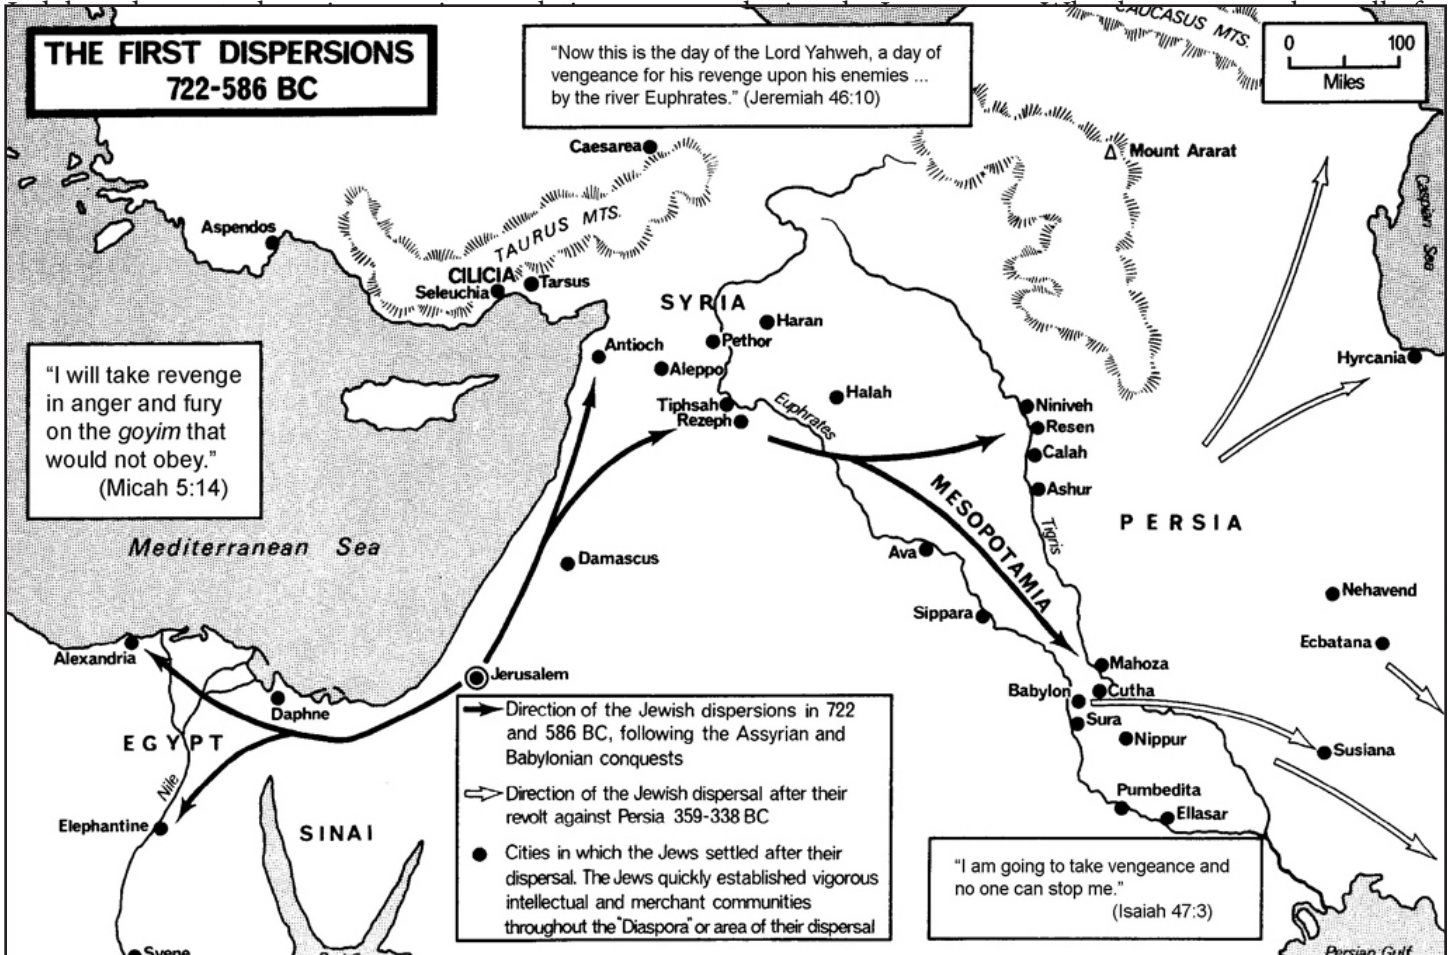 THE FIRST DISPERSIONS
722-586 BC
“Now this is the day of the Lord Yahweh, a day of
vengeance for his revenge upon his enemies ...
by the river Euphrates.” (Jeremiah 46:10)
CAUCASUS MTS.
0 100
Miles
Caesarea
Mount Ararat
Caspian Sea
Aspendos
TAURUS MTS.
CILICIA
Seleuchia
Tarsus
SYRIA
Haran
Pethor
Antioch
Aleppo
Hyrcania
“I will take revenge
in anger and fury
on the goyim that
would not obey.”
(Micah 5:14)
Halah
Tiphsah
Rezeph
Euphrates
Niniveh
Resen
Calah
Ashur
MESOPOTAMIA
Tigris
PERSIA
Mediterranean Sea
Damascus
Ava
Sippara
Nehavend
Ecbatana
Alexandria
Jerusalem
Mahoza
Babylon
Cutha
Daphne
Sura
Nippur
Susiana
EGYPT
Nile
Pumbedita
Ellasar
Elephantine
SINAI
Direction of the Jewish dispersions in 722
and 586 BC, following the Assyrian and
Babylonian conquests
Direction of the Jewish dispersal after their
revolt against Persia 359-338 BC
Cities in which the Jews settled after their
dispersal. The Jews quickly established vigorous
intellectual and merchant communities
throughout the “Diaspora” or area of their dispersal
“I am going to take vengeance and
no one can stop me.”
(Isaiah 47:3)
Syene
Persian Gulf